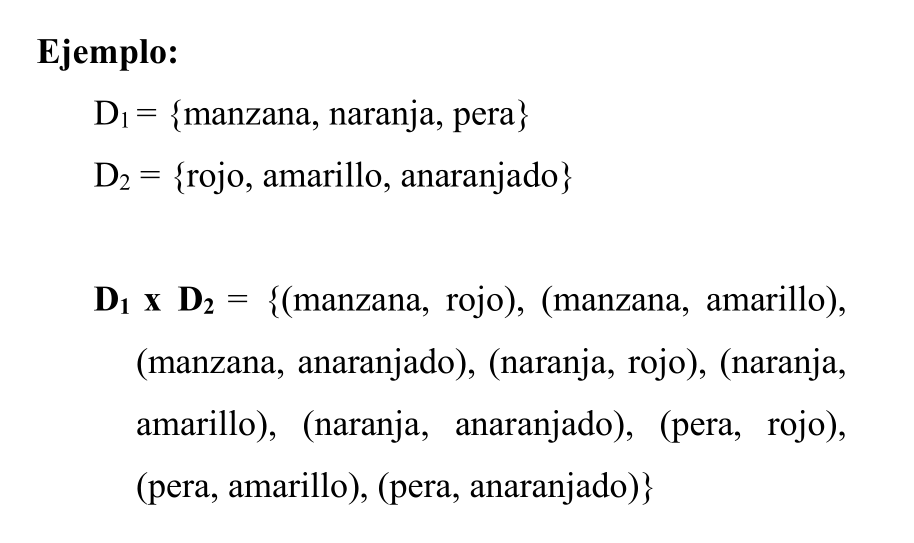 Ejemplo:
D₁ = {manzana, naranja, pera}
D₂ = {rojo, amarillo, anaranjado}
D₁ x D₂ = {(manzana, rojo), (manzana, amarillo),
(manzana, anaranjado), (naranja, rojo), (naranja,
amarillo), (naranja, anaranjado), (pera, rojo),
(pera, amarillo), (pera, anaranjado)}